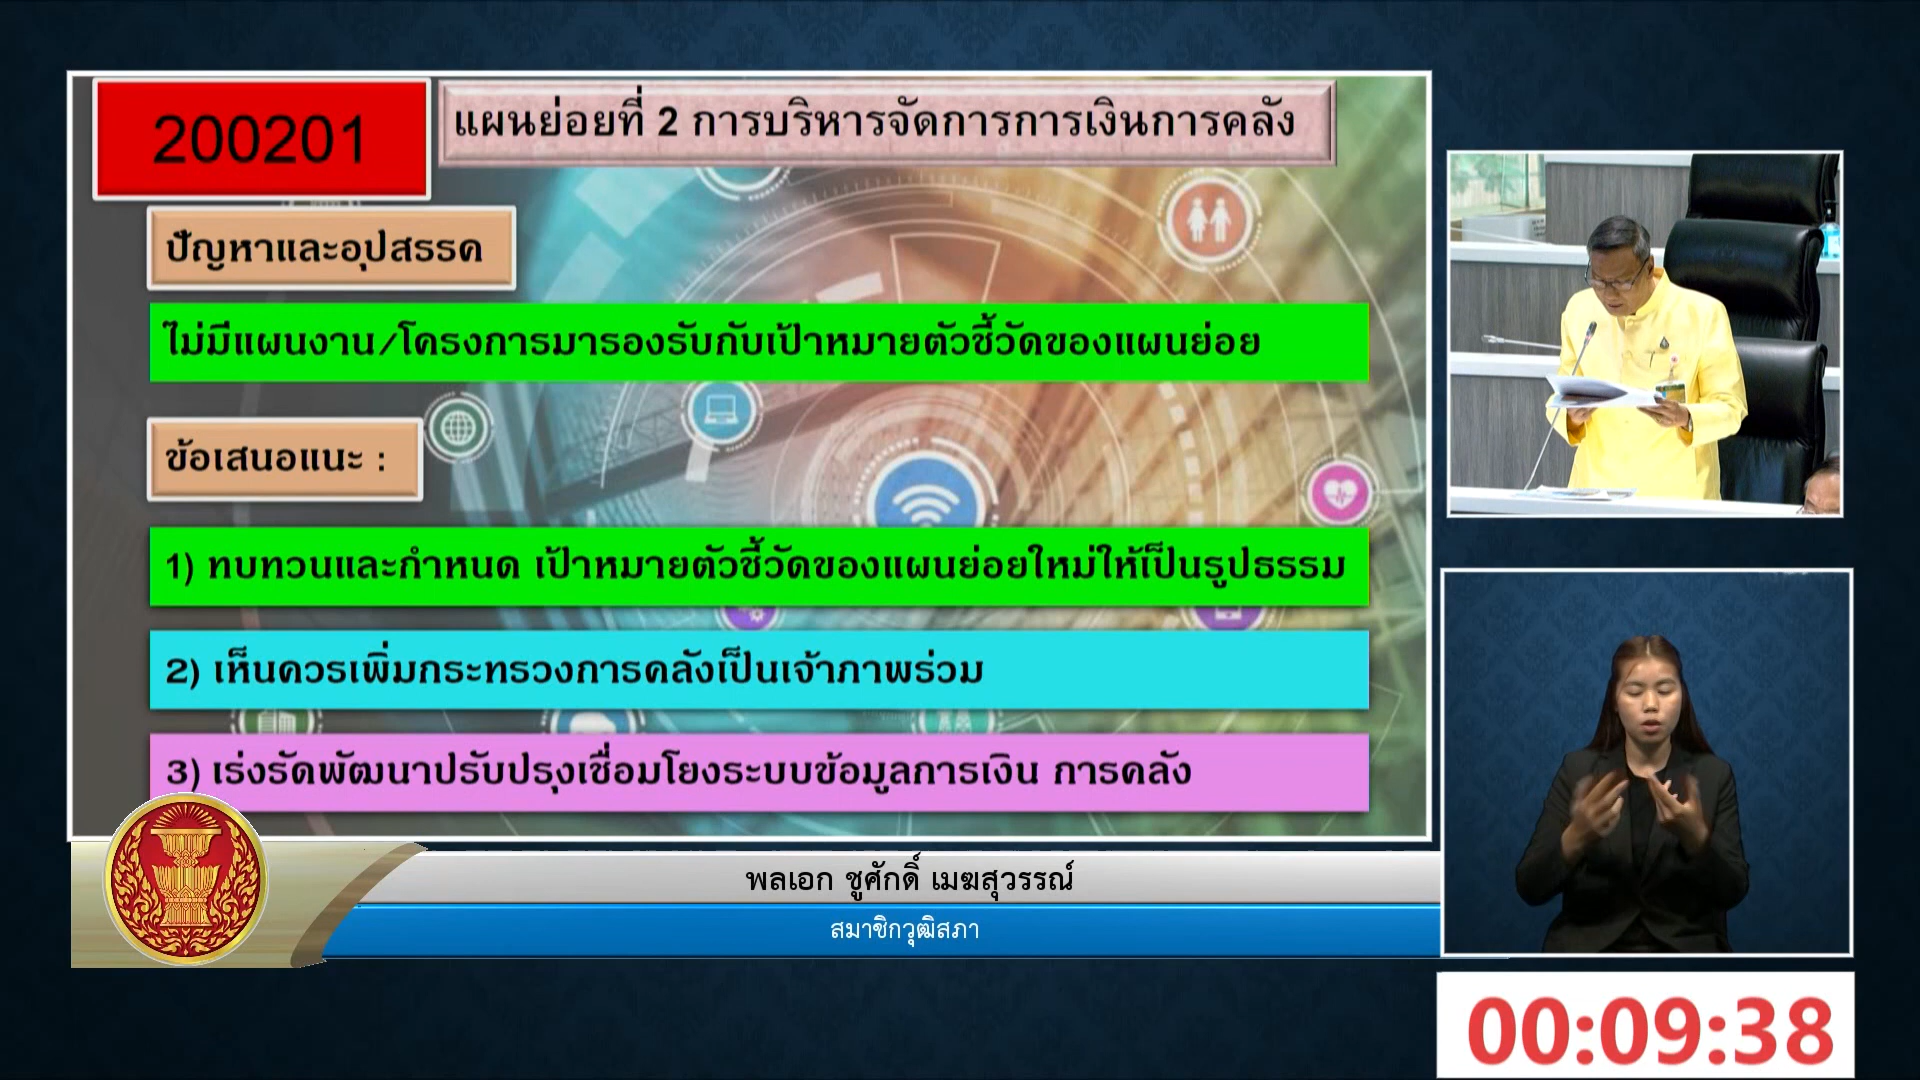 200201
แผนย่อยที่ 2 การบริหารจัดการการเงินการคลัง
ปัญหาและอุปสรรค
ไม่มีแผนงาน/โครงการมารองรับกับเป้าหมายตัวชี้วัดของแผนย่อย
ข้อเสนอแนะ :
1) ทบทวนและกำหนด เป้าหมายตัวชี้วัดของแผนย่อยใหม่ให้เป็นรูปธรรม
2) เห็นควรเพิ่มกระทรวงการคลังเป็นเจ้าภาพร่วม
3) เร่งรัดพัฒนาปรับปรุงเชื่อมโยงระบบข้อมูลการเงิน การคลัง
พลเอก ชูศักดิ์ เมฆสุวรรณ์
สมาชิกวุฒิสภา
00:09:38